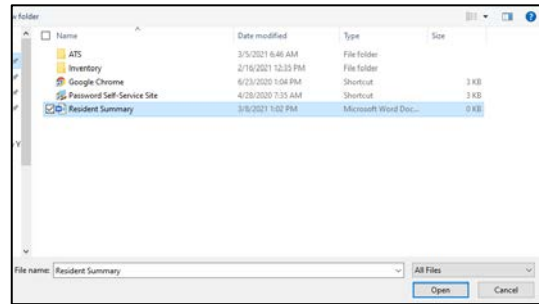 v folder
Name Date modified Type Size
ATS 3/5/2021 6:46 AM File folder
Inventory 2/16/2021 12:35 PM File folder
Google Chrome 6/23/2020 1:04 PM Shortcut 3 KB
Password Self-Service Site 4/28/2020 7:35 AM Shortcut 3 KB
Resident Summary 3/8/2021 1:02 PM Microsoft Word Doc... 0 KB
Y
File name: Resident Summary All Files
Open Cancel